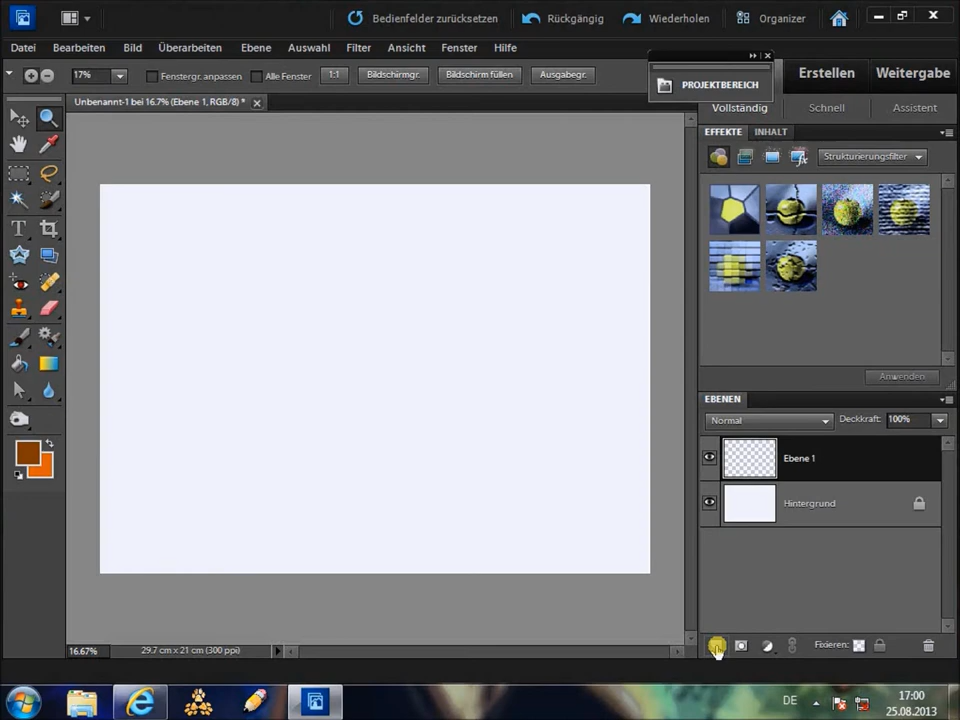 Bedienfelder zurücksetzen Rückgängig Wiederholen Organizer
Datei Bearbeiten Bild Überarbeiten Ebene Auswahl Filter Ansicht Fenster Hilfe
17% Fenstergr. anpassen Alle Fenster 1:1 Bildschirmgr. Bildschirm füllen Ausgabegr.
PROJEKTBEREICH
Erstellen Weitergabe
Unbenannt-1 bei 16.7% (Ebene 1, RGB/8) *
Vollständig Schnell Assistent
EFFEKTE INHALT
Strukturierungsfilter
Anwenden
EBENEN
Normal Deckkraft: 100%
Ebene 1
Hintergrund
Fixieren:
16.67% 29.7 cm x 21 cm (300 ppi)
DE
17:00
25.08.2013